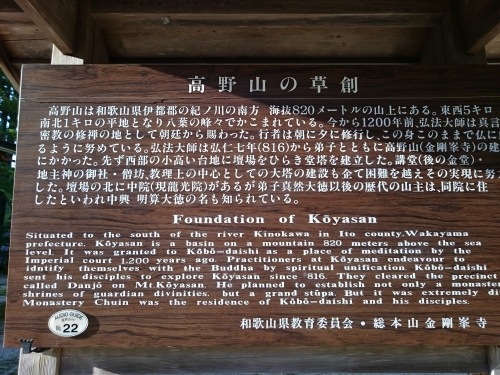 高野山の草創
高野山は和歌山県伊都郡の紀ノ川の南方 海抜820メートルの山上にある。東西5キロ
南北1キロの平地となり八葉の峰々でかこまれている。今から1200年前、弘法大師は真言
密教の修禅の地として朝廷から賜わった。行者は朝に夕に修行し、この身このままで仏に
るように努めている。弘法大師は弘仁七年(816)から弟子とともに高野山(金剛峯寺)の建
にかかった。先ず西部の小高い台地に壇場をひらき堂塔を建立した。講堂(後の金堂)・
地主神の御社・僧坊、教理上の中心としての大塔の建設も全て困難を越えその実現に努
した。壇場の北に中院(現龍光院)があるが弟子真然大徳以後の歴代の山主は、同院に住
したといわれ中興 明算大徳の名も知られている。
Foundation of Kōyasan
Situated to the south of the river Kinokawa in Ito county.Wakayama
prefecture. Kōyasan is a basin on a mountain 820 meters above the sea
level. It was granted to Kōbō-daishi as a place of meditation by the
Imperial court 1,200 years ago. Practitioners at Kōyasan endeavour to
idntify themselves with the Buddha by spiritual unification. Kōbō-daishi
sent his disciples to explore Kōyasan since 816. They cleared the precinct
called Danjō on Mt.Kōyasan. He planned to establish not only a monaster
shrines of guardian divinities. but a grand stūpa. But it was extremely di
Monastery Chuin was the residence of Kōbō-daishi and his disciples.
AUDIO GUIDE
22
和歌山県教育委員会・総本山金剛峯寺